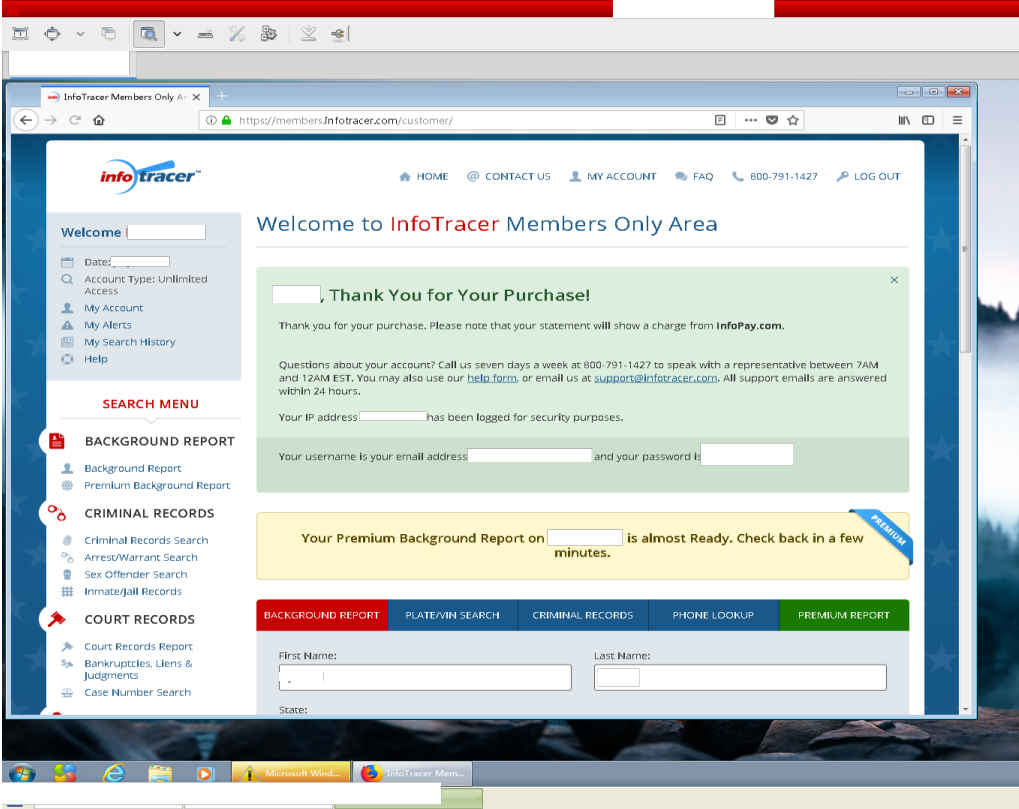 InfoTracer Members Only Ar
https://members.infotracer.com/customer/
infotracer™
HOME
CONTACT US
MY ACCOUNT
FAQ
800-791-1427
LOG OUT
Welcome
Date:
Account Type: Unlimited
Access
My Account
My Alerts
My Search History
Help
SEARCH MENU
BACKGROUND REPORT
Background Report
Premium Background Report
CRIMINAL RECORDS
Criminal Records Search
Arrest/Warrant Search
Sex Offender Search
Inmate/Jail Records
COURT RECORDS
Court Records Report
Bankruptcies, Liens &
Judgments
Case Number Search
Welcome to InfoTracer Members Only Area
, Thank You for Your Purchase!
Thank you for your purchase. Please note that your statement will show a charge from InfoPay.com.
Questions about your account? Call us seven days a week at 800-791-1427 to speak with a representative between 7AM
and 12AM EST. You may also use our help form, or email us at support@infotracer.com. All support emails are answered
within 24 hours.
Your IP address has been logged for security purposes.
Your username is your email address and your password is
PREMIUM
Your Premium Background Report on is almost Ready. Check back in a few
minutes.
BACKGROUND REPORT
PLATE/VIN SEARCH
CRIMINAL RECORDS
PHONE LOOKUP
PREMIUM REPORT
First Name:
Last Name:
State:
Microsoft Wind...
InfoTracer Mem...